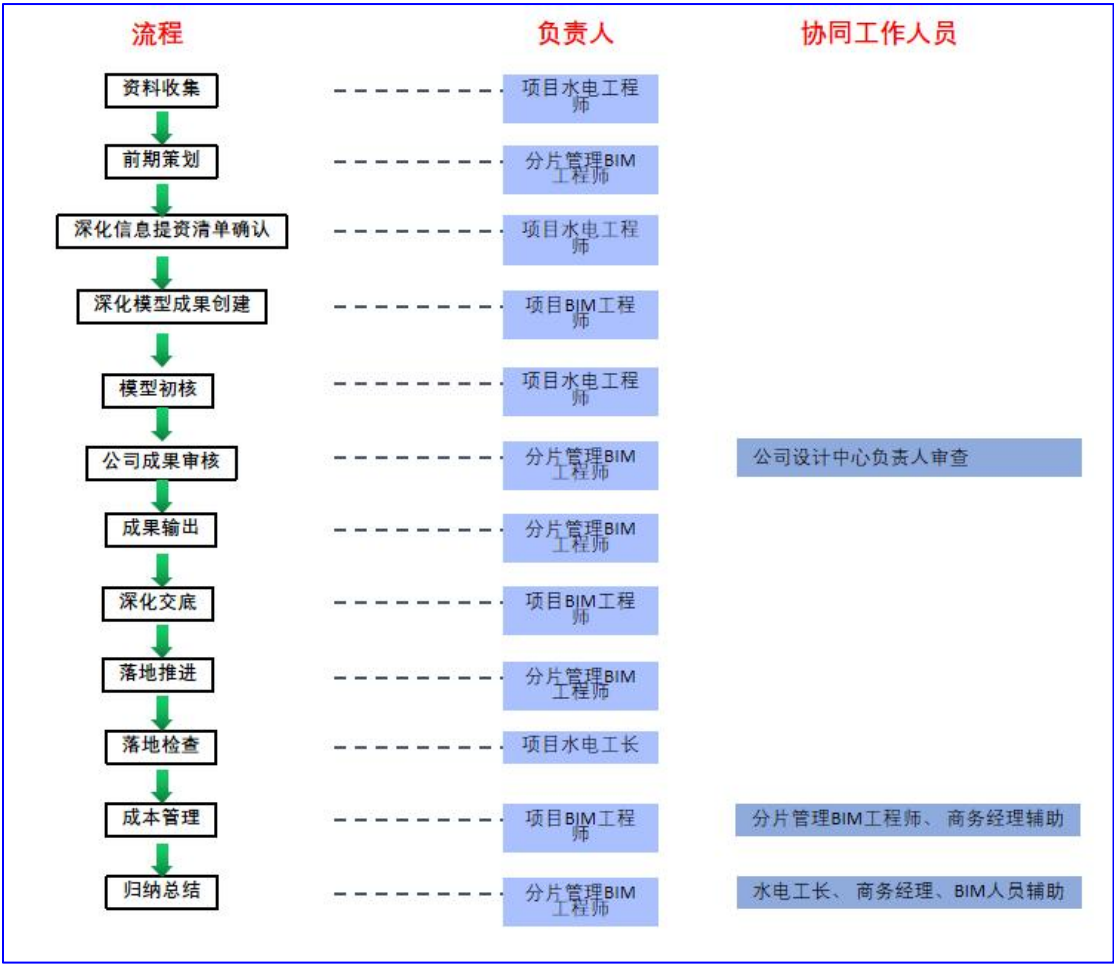 流程 负责人 协同工作人员
资料收集 项目水电工程
师
前期策划 分片管理BIM
工程师
深化信息提资清单确认 项目水电工程
师
深化模型成果创建 项目BIM工程
师
模型初核 项目水电工程
师
公司成果审核 分片管理BIM 公司设计中心负责人审查
工程师
成果输出 分片管理BIM
工程师
深化交底 项目BIM工程
师
落地推进 分片管理BIM
工程师
落地检查 项目水电工长
成本管理 项目BIM工程 分片管理BIM工程师、 商务经理辅助
师
归纳总结 分片管理BIM 水电工长、 商务经理、BIM人员辅助
工程师